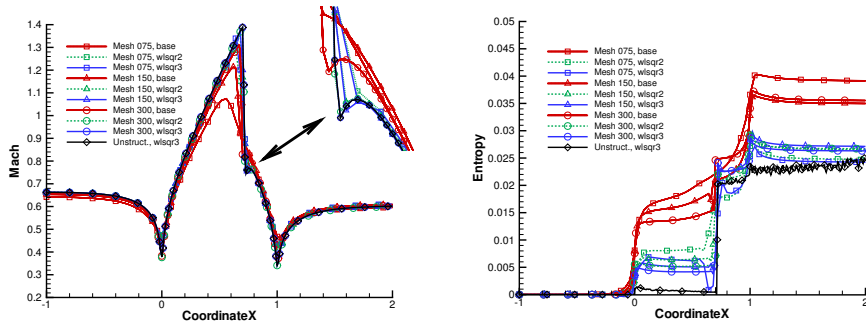 1.4
1.3
1.2
1.1
1
0.9
0.8
0.7
0.6
0.5
0.4
0.3
0.2
Mach
Mesh 075, base
Mesh 075, wlsqr2
Mesh 075, wlsqr3
Mesh 150, base
Mesh 150, wlsqr2
Mesh 150, wlsqr3
Mesh 300, base
Mesh 300, wlsqr2
Mesh 300, wlsqr3
Unstruct., wlsqr3
-1
0
1
2
CoordinateX
0.05
0.045
0.04
0.035
0.03
0.025
0.02
0.015
0.01
0.005
0
Entropy
Mesh 075, base
Mesh 075, wlsqr2
Mesh 075, wlsqr3
Mesh 150, base
Mesh 150, wlsqr2
Mesh 150, wlsqr3
Mesh 300, base
Mesh 300, wlsqr2
Mesh 300, wlsqr3
Unstruct., wlsqr3
-1
0
1
2
CoordinateX